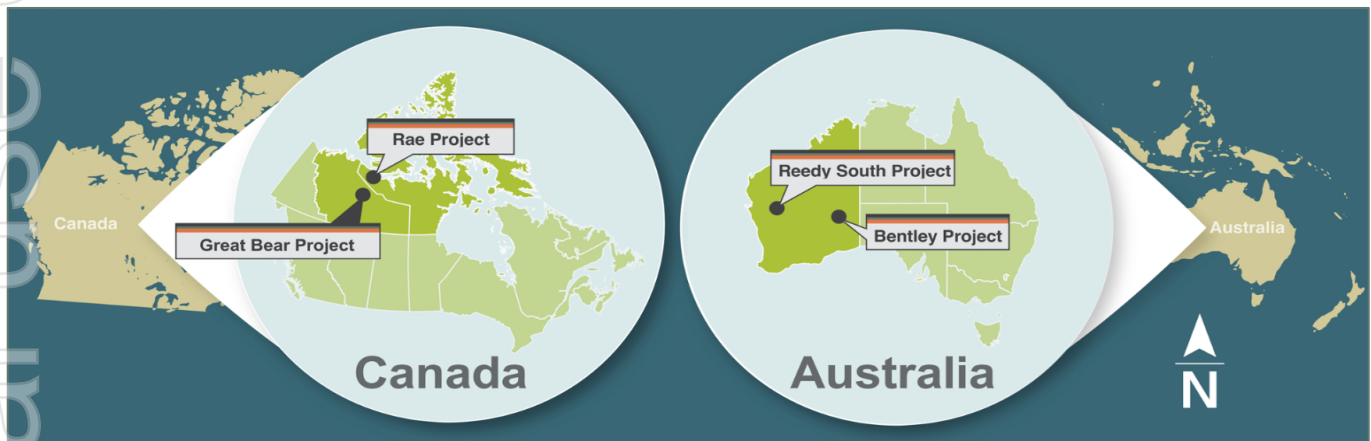 Canada
Rae Project
Great Bear Project
Canada
Reedy South Project
Bentley Project
Australia
Australia
N